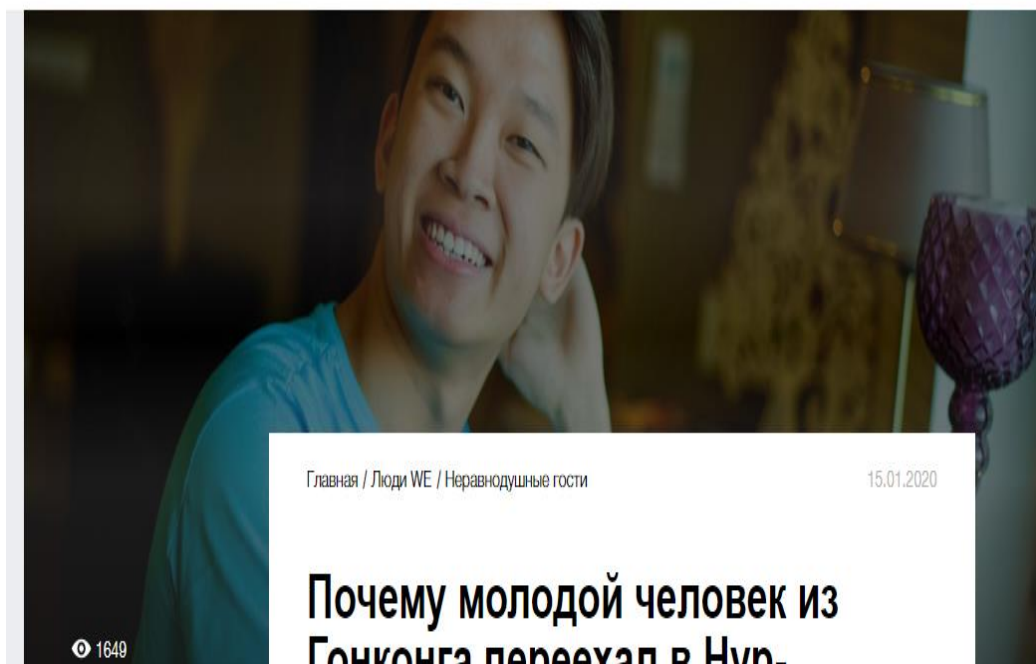 Главная / Люди WE / Неравнодушные гости
15.01.2020
Почему молодой человек из
Гонконга переехал в Нур-
1649